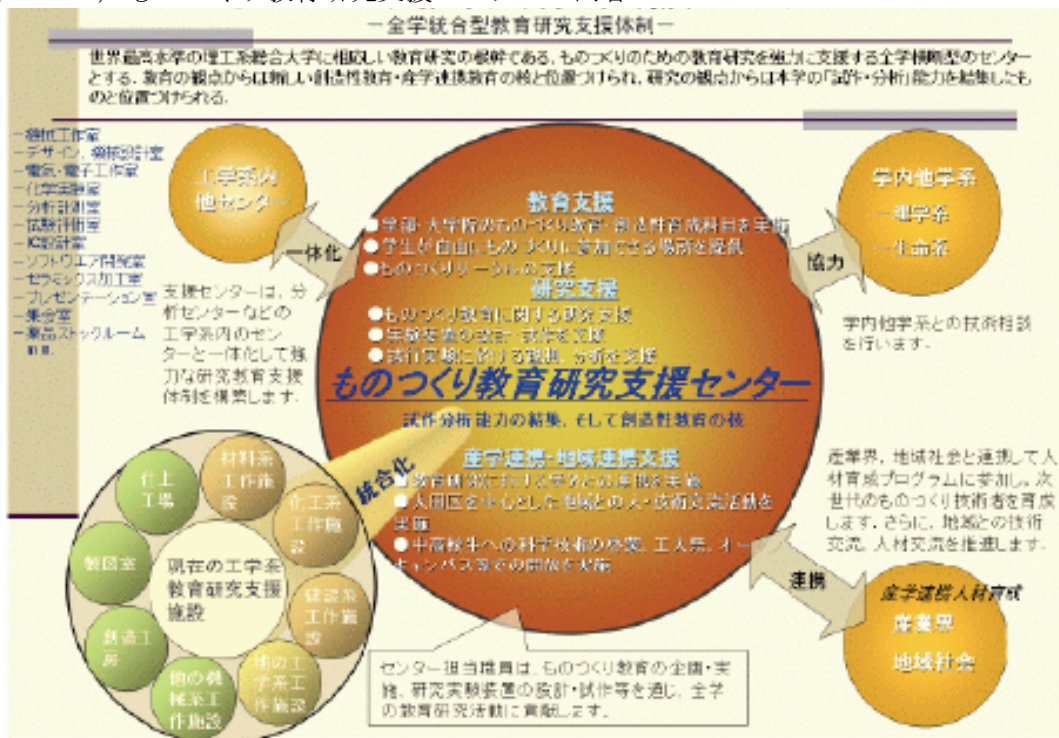 －全学統合型教育研究支援体制－
世界最高水準の理工系総合大学に相応しい教育研究の根幹である、ものつくりのための教育研究を強力に支援する全学横断型のセンター
とする。教育の観点からは新しい創造性教育・産学連携教育の核と位置づけられ、研究の観点からは本学の「試作・分析」能力を結集したも
のと位置づけられる。
－機械工作室
－デザイン、機械設計室
－電気・電子工作室
－化学実験室
－分析計測室
－試験評価室
－IC設計室
－ソフトウエア開発室
－セラミックス加工室
－プレゼンテーション室
－集会室
－薬品ストックルーム
工学系内
他センター
一体化
支援センターは、分
析センターなどの
工学系内のセン
ターと一体化して強
力な研究教育支援
体制を構築します。
教育支援
●学部・大学院のものつくり教育・創造性育成科目を実施
●学生が自由にものつくりに参加できる場所を提供
●ものつくりサークルの支援
研究支援
●ものつくり教育に関する研究支援
●実験装置の設計・試作を支援
●試行実験に於ける観測、分析を支援
ものつくり教育研究支援センター
試作分析能力の結集、そして創造性教育の核
産学連携・地域連携支援
●教育研究における産学との連携を実施
●大田区を中心とした地域との人・技術交流活動を
実施
●中高校生への科学技術の啓蒙、工大祭、オー
キャンパス等での開放を実施
協力
学内他学系
－理学系
－生命系
学内他学系との技術相談
を行います。
産業界、地域社会と連携して人
材育成プログラムに参加し、次
世代のものつくり技術者を育成
します。さらに、地域との技術
交流、人材交流を推進します。
連携
産学連携人材育成
産業界
地域社会
統合化
現在の工学系
教育研究支援
施設
仕上
工場
材料系
工作施
設
化工系
工作施
設
建設系
工作施
設
他の工
学系工
作施設
他の機
械系工
作施設
創造工
房
製図室
センター担当職員は、ものつくり教育の企画・実
施、研究実験装置の設計・試作等を通じ、全学
の教育研究活動に貢献します。